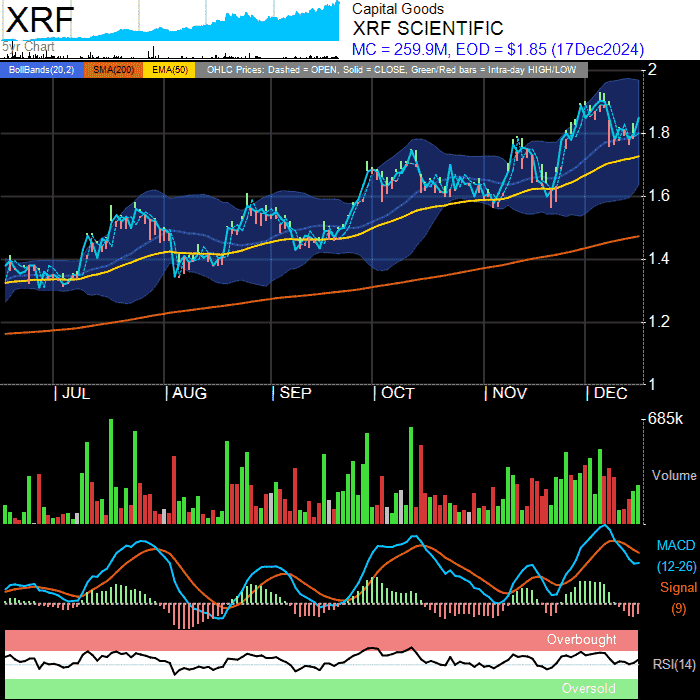 XRF
5yr Chart
Capital Goods
XRF SCIENTIFIC
MC = 259.9M, EOD = $1.85 (17Dec2024)
BollBands(20,2) SMA(200) EMA(50) OHLC Prices: Dashed = OPEN, Solid = CLOSE, Green/Red bars = Intra-day HIGH/LOW
2
1.8
1.6
1.4
1.2
1
| JUL | AUG | SEP | OCT | NOV | DEC
685k
Volume
MACD
(12-26)
Signal
(9)
Overbought
RSI(14)
Oversold